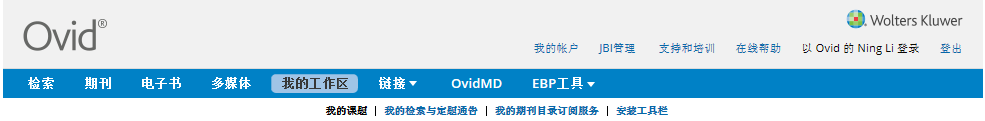 Ovid®
Wolters Kluwer
我的帐户 JBI管理 支持和培训 在线帮助 以 Ovid 的 Ning Li 登录 登出
检索 期刊 电子书 多媒体 我的工作区 链接 OvidMD EBP工具
我的课题 | 我的检索与定题通告 | 我的期刊目录订阅服务 | 安装工具栏